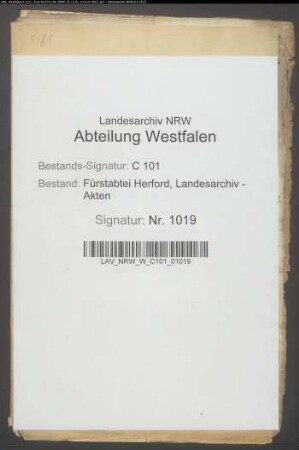 Landesarchiv NRW
Abteilung Westfalen
Bestands-Signatur: C 101
Bestand: Fürstabtei Herford, Landesarchiv -
Akten
Signatur: Nr. 1019
LAV_NRW_W_C101_01019